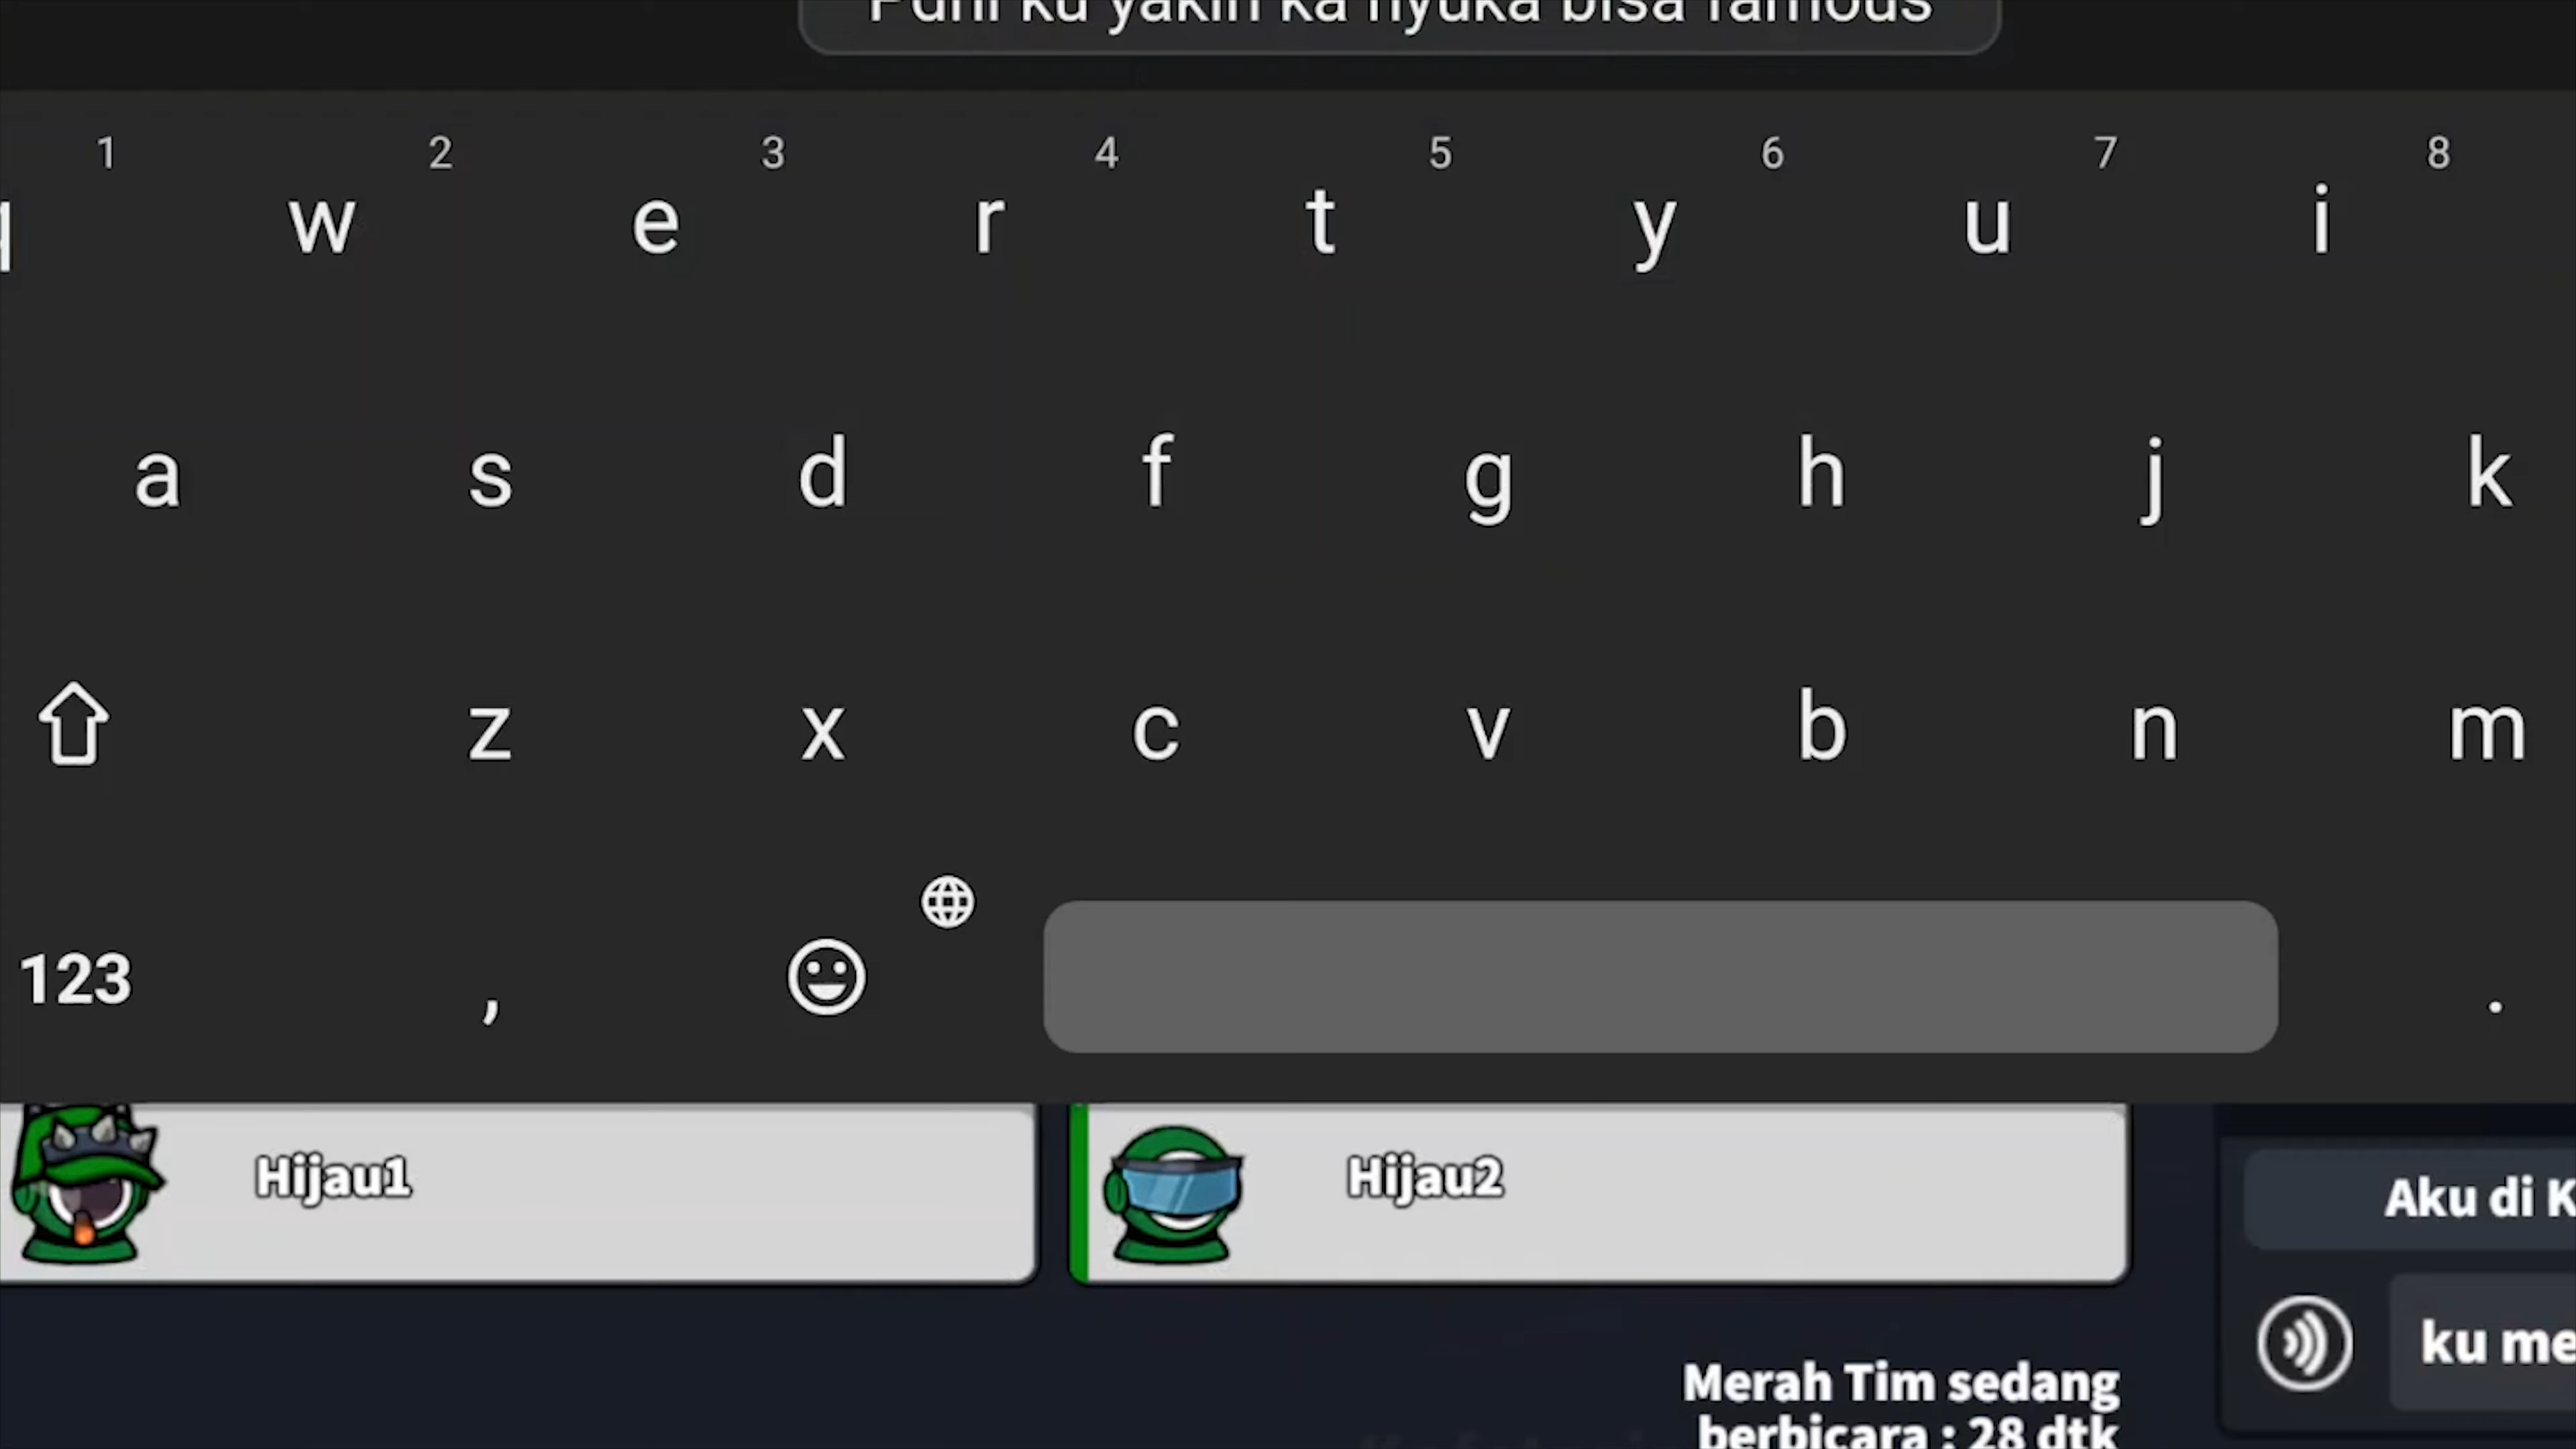 ku yakin ka nyuka bisa famous
1 2 3 4 5 6 7 8
q w e r t y u i
a s d f g h j k
z x c v b n m
123 , .
Hijau1
Hijau2
Aku di K
ku me
Merah Tim sedang
berbicara : 28 dtk